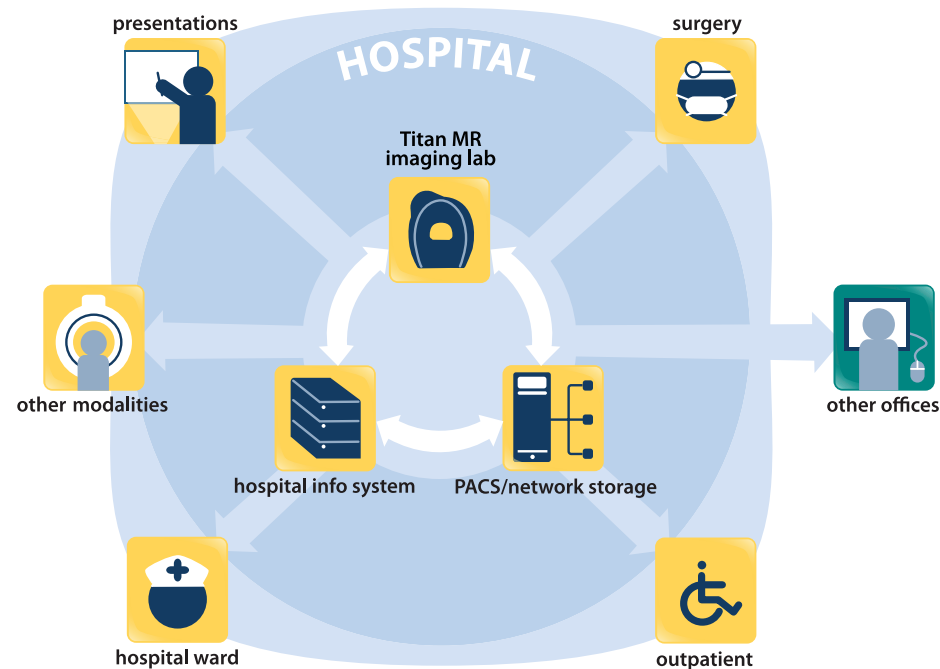 presentations
surgery
HOSPITAL
Titan MR
imaging lab
other modalities
other offices
hospital info system
PACS/network storage
hospital ward
outpatient